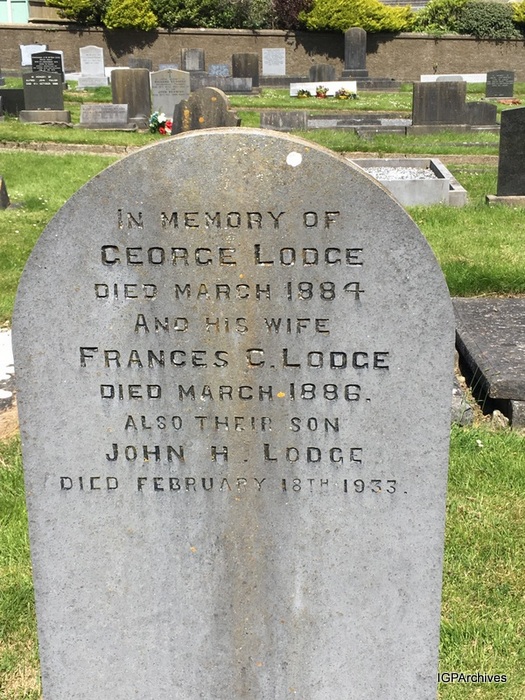 In memory of
George Lodge
died March 1884
And his wife
Frances C. Lodge
died March 1886.
also their son
John H. Lodge
Died February 18th 1933.
IGPArchives